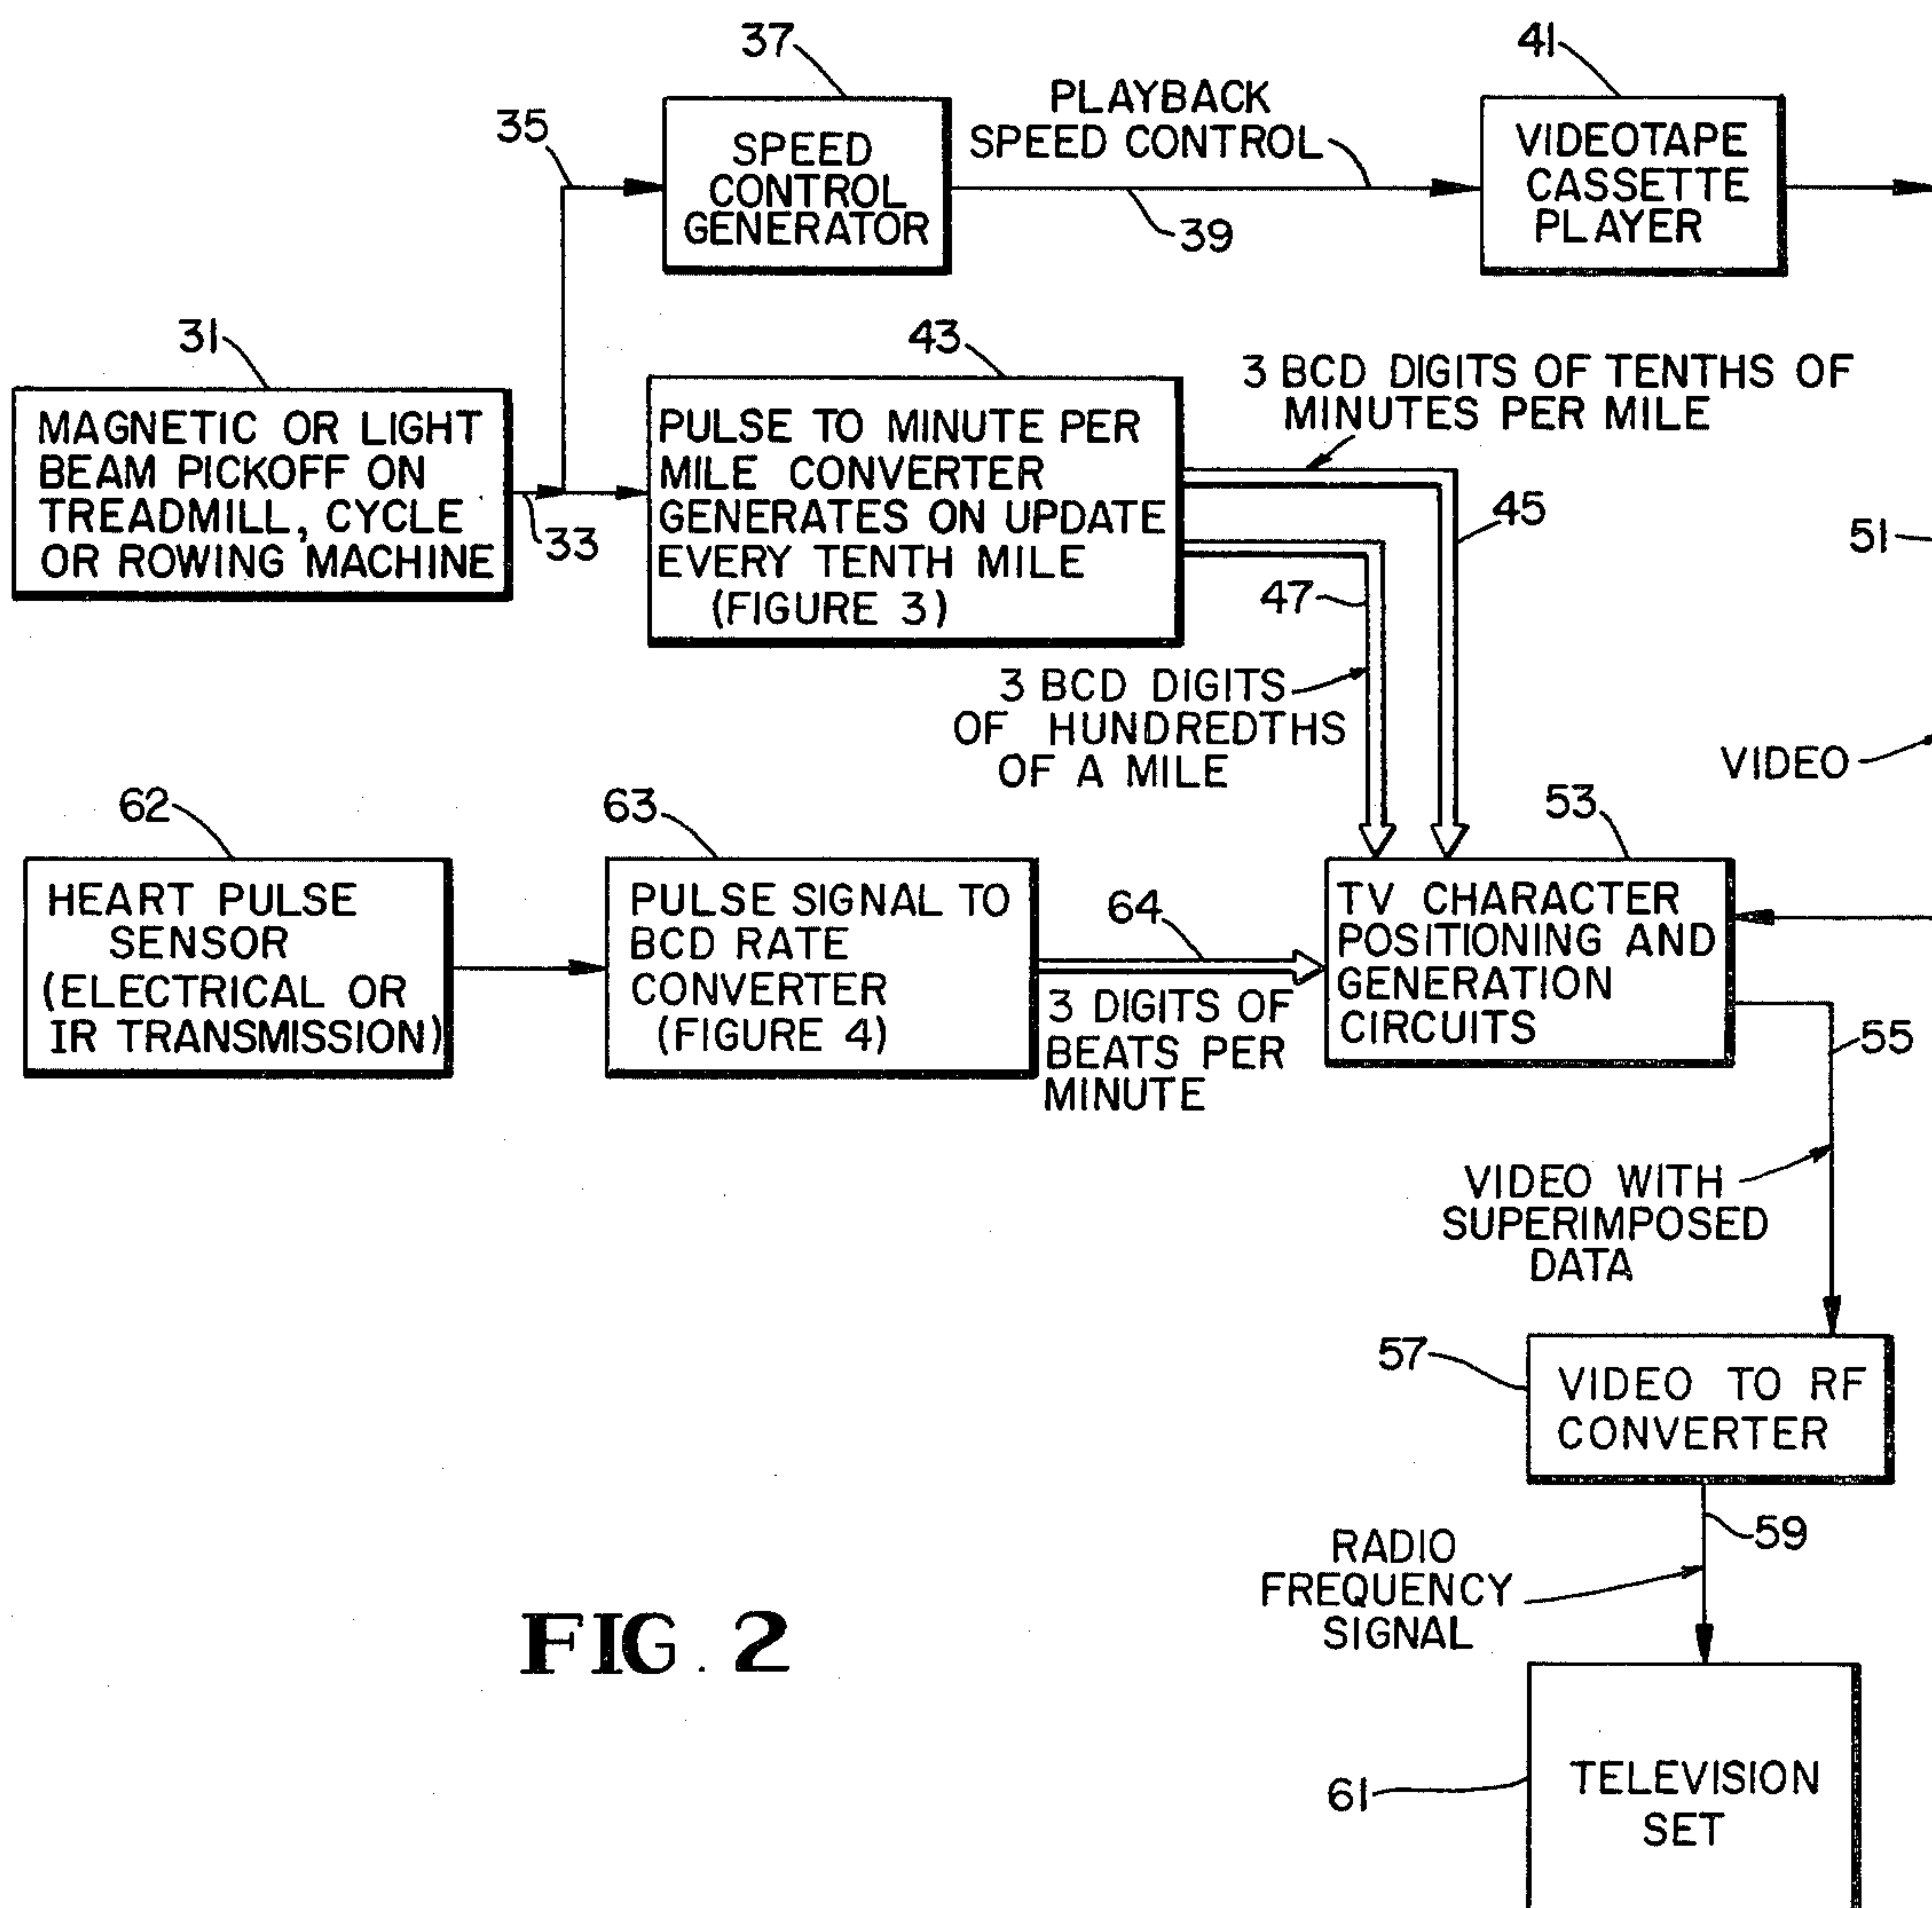 37
41
35
PLAYBACK
SPEED CONTROL
SPEED
CONTROL
GENERATOR
VIDEOTAPE
CASSETTE
PLAYER
39
31
43
3 BCD DIGITS OF TENTHS OF
MINUTES PER MILE
MAGNETIC OR LIGHT
BEAM PICKOFF ON
TREADMILL, CYCLE
OR ROWING MACHINE
33
PULSE TO MINUTE PER
MILE CONVERTER
GENERATES ON UPDATE
EVERY TENTH MILE
(FIGURE 3)
45
51
47
3 BCD DIGITS
OF HUNDREDTHS
OF A MILE
VIDEO
62
63
53
HEART PULSE
SENSOR
(ELECTRICAL OR
IR TRANSMISSION)
PULSE SIGNAL TO
BCD RATE
CONVERTER
(FIGURE 4)
64
3 DIGITS OF
BEATS PER
MINUTE
TV CHARACTER
POSITIONING AND
GENERATION
CIRCUITS
55
VIDEO WITH
SUPERIMPOSED
DATA
57
VIDEO TO RF
CONVERTER
59
RADIO
FREQUENCY
SIGNAL
FIG. 2
61
TELEVISION
SET